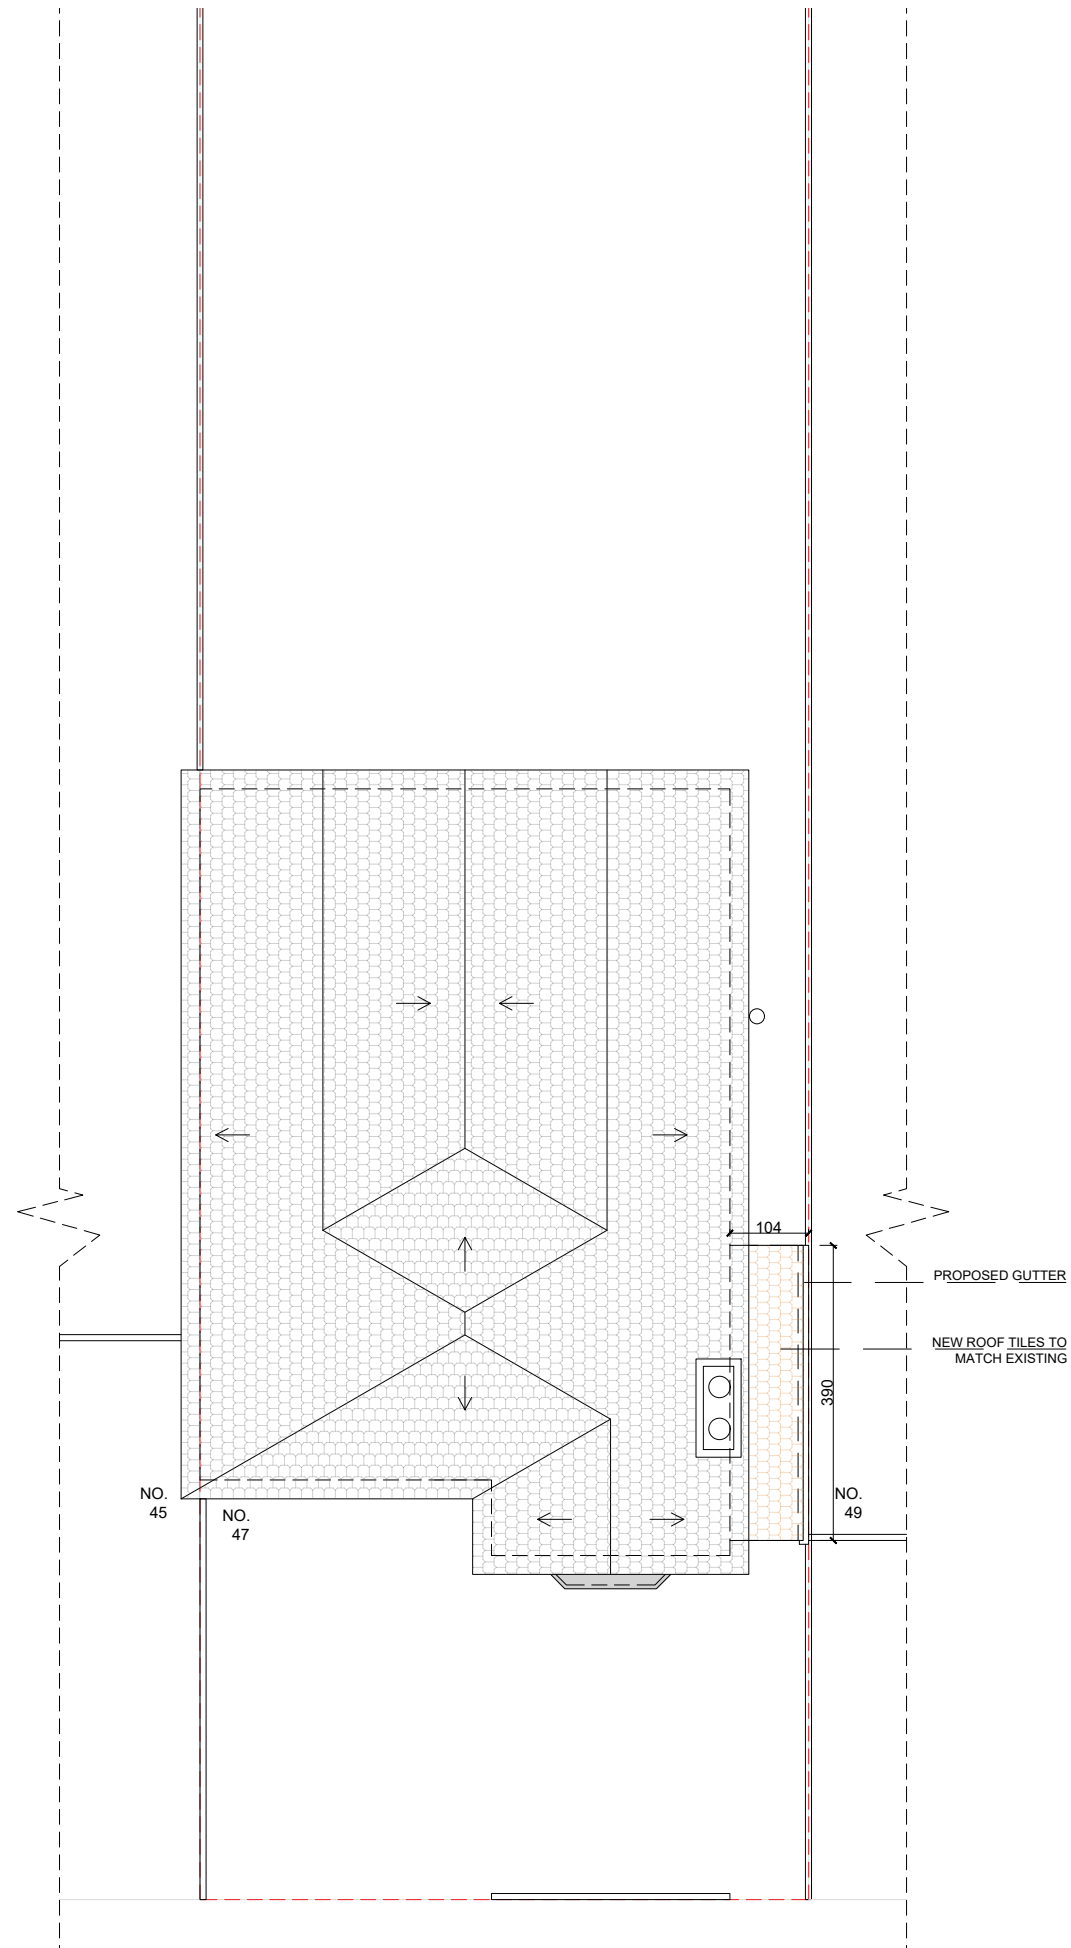 104
PROPOSED GUTTER
NEW ROOF TILES TO
MATCH EXISTING
390
NO.
45
NO.
47
NO.
49